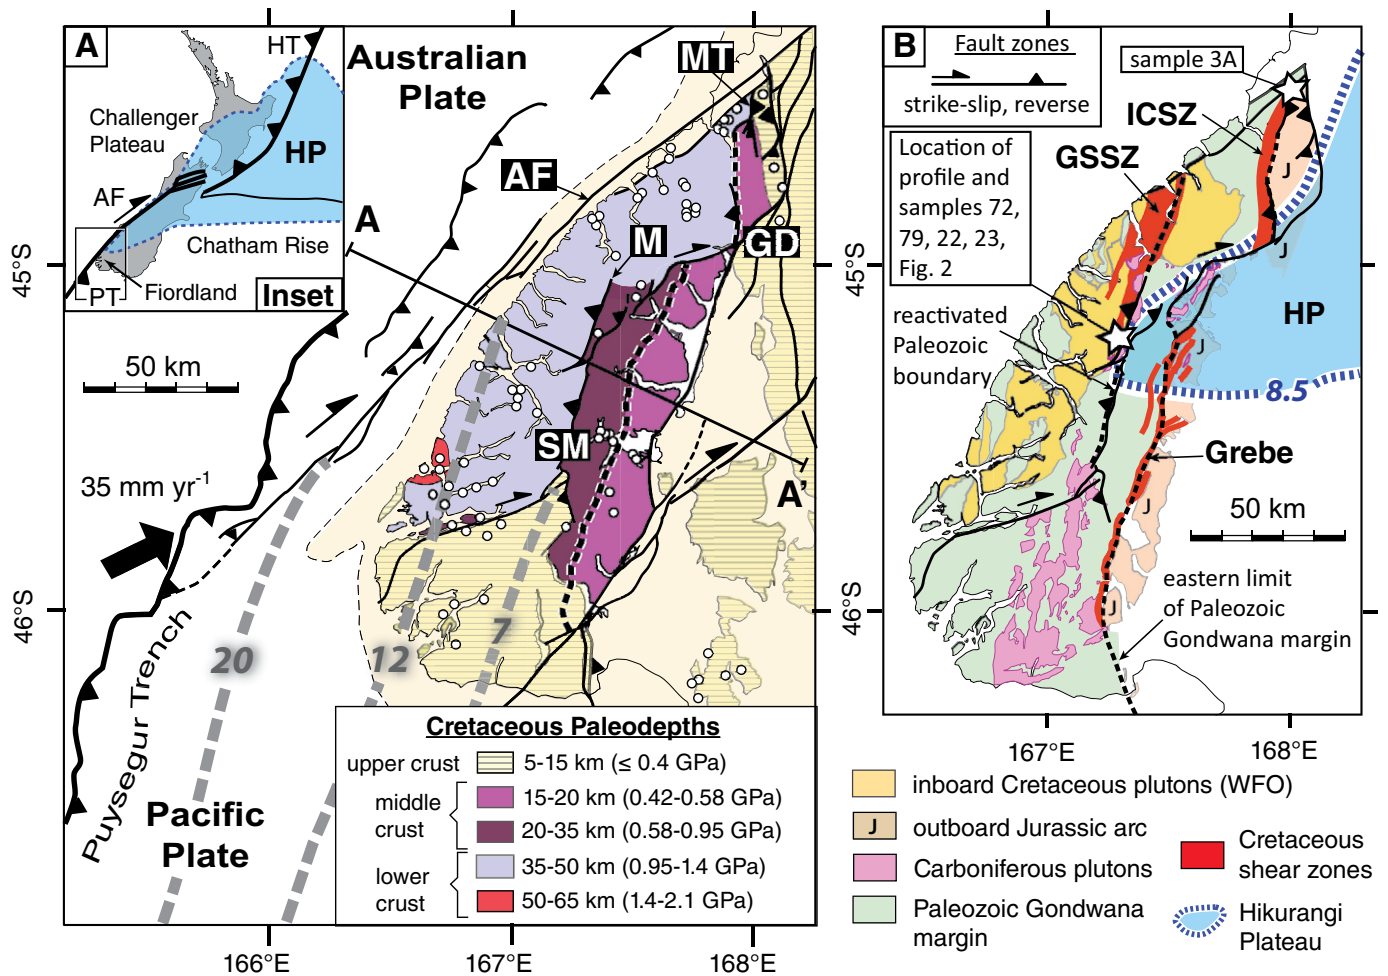 A
HT
Challenger
Plateau
HP
AF
Chatham Rise
PT
Fiordland
Inset
Australian
Plate
MT
AF
A
M
GD
SM
A'
50 km
35 mm yr-1
Puysegur Trench
20
12
7
Pacific
Plate
45°S
46°S
166°E
167°E
168°E
Cretaceous Paleodepths
upper crust
5-15 km (≤ 0.4 GPa)
middle
crust
15-20 km (0.42-0.58 GPa)
20-35 km (0.58-0.95 GPa)
lower
crust
35-50 km (0.95-1.4 GPa)
50-65 km (1.4-2.1 GPa)
B
Fault zones
strike-slip, reverse
sample 3A
ICSZ
GSSZ
Location of
profile and
samples 72,
79, 22, 23,
Fig. 2
J
J
45°S
HP
reactivated
Paleozoic
boundary
J
8.5
Grebe
J
50 km
eastern limit
of Paleozoic
Gondwana margin
J
46°S
167°E
168°E
inboard Cretaceous plutons (WFO)
J
outboard Jurassic arc
Carboniferous plutons
Paleozoic Gondwana
margin
Cretaceous
shear zones
Hikurangi
Plateau